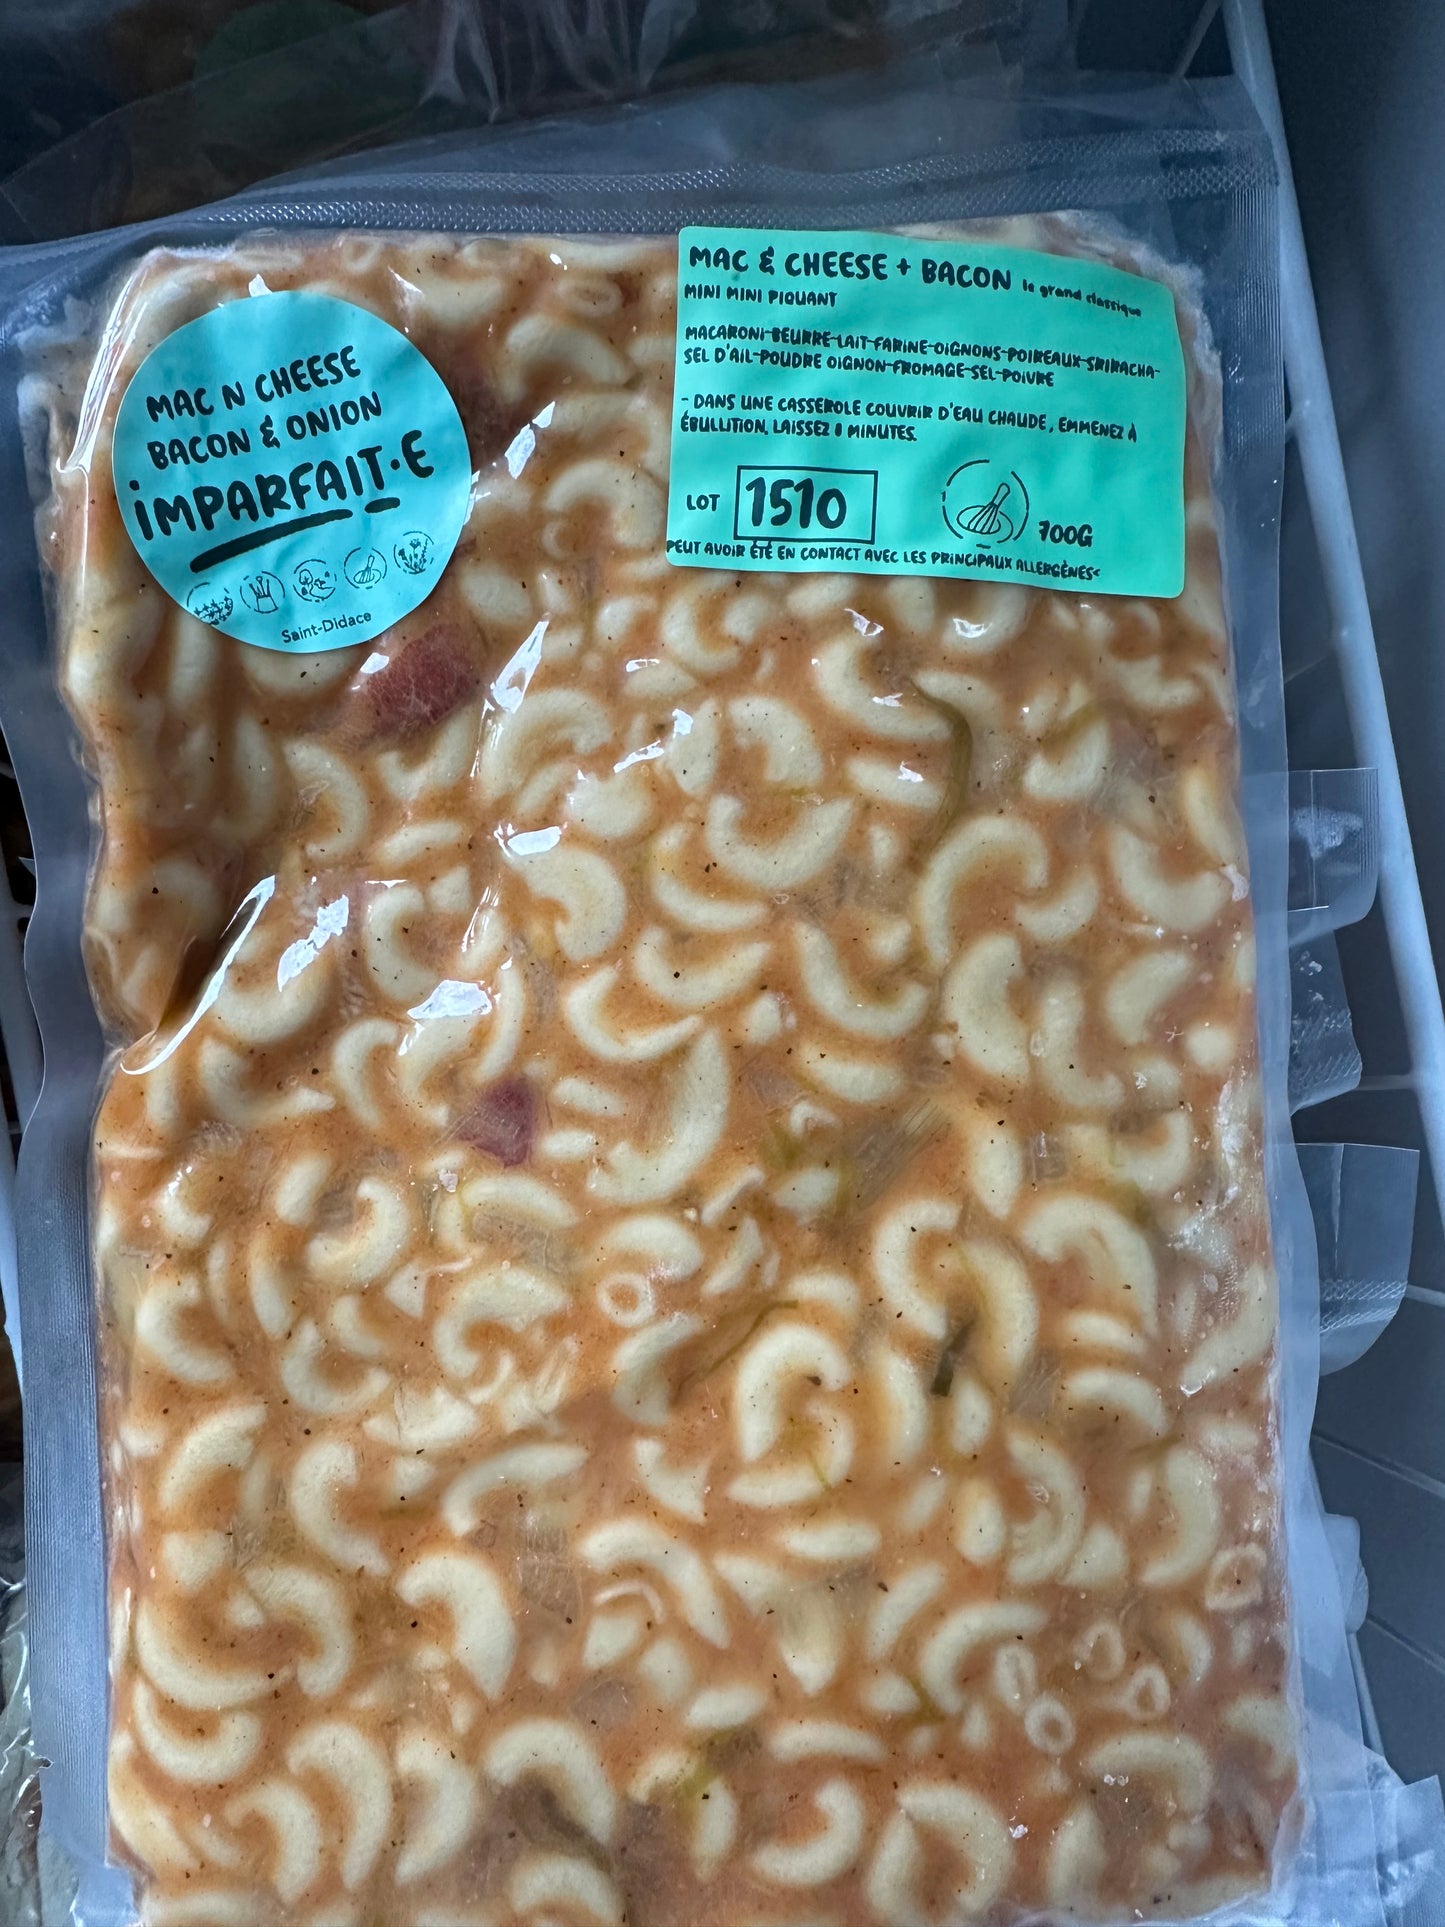 MAC N CHEESE
BACON & ONION
IMPARFAIT·E
Saint-Didace
MAC & CHEESE + BACON le grand classique
MINI MINI PIQUANT
MACARONI-BEURRE-LAIT-FARINE-OIGNONS-POIREAUX-SRIRACHA-
SEL D'AIL-POUDRE OIGNON-FROMAGE-SEL-POIVRE
- DANS UNE CASSEROLE COUVRIR D'EAU CHAUDE, EMMENEZ À
ÉBULLITION, LAISSEZ 8 MINUTES.
LOT 1510
700G
PEUT AVOIR ÉTÉ EN CONTACT AVEC LES PRINCIPAUX ALLERGÈNES<